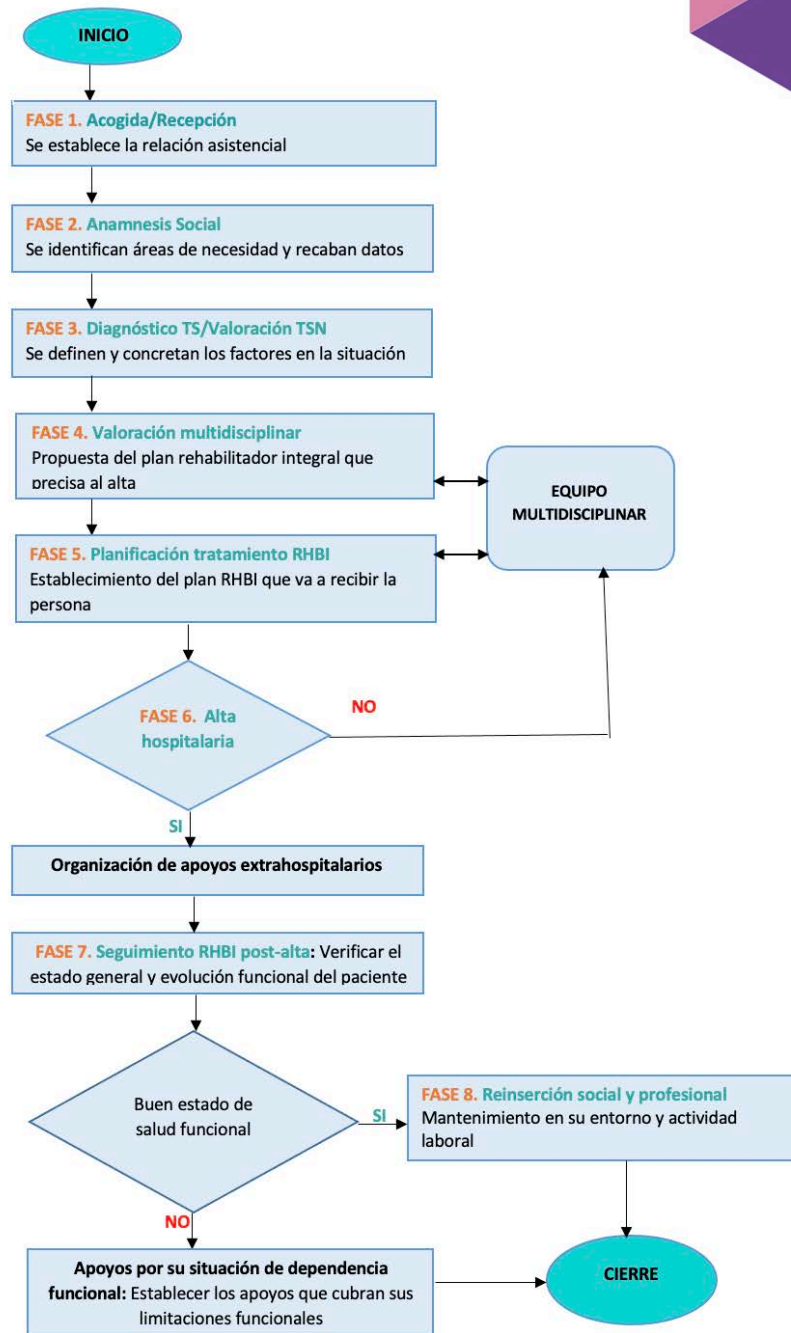 INICIO
FASE 1. Acogida/Recepción
Se establece la relación asistencial
FASE 2. Anamnesis Social
Se identifican áreas de necesidad y recaban datos
FASE 3. Diagnóstico TS/Valoración TSN
Se definen y concretan los factores en la situación
FASE 4. Valoración multidisciplinar
Propuesta del plan rehabilitador integral que
precisa al alta
EQUIPO
MULTIDISCIPLINAR
FASE 5. Planificación tratamiento RHBI
Establecimiento del plan RHBI que va a recibir la
persona
FASE 6. Alta
hospitalaria
NO
SI
Organización de apoyos extrahospitalarios
FASE 7. Seguimiento RHBI post-alta: Verificar el
estado general y evolución funcional del paciente
Buen estado de
salud funcional
SI
FASE 8. Reinserción social y profesional
Mantenimiento en su entorno y actividad
laboral
NO
Apoyos por su situación de dependencia
funcional: Establecer los apoyos que cubran sus
limitaciones funcionales
CIERRE